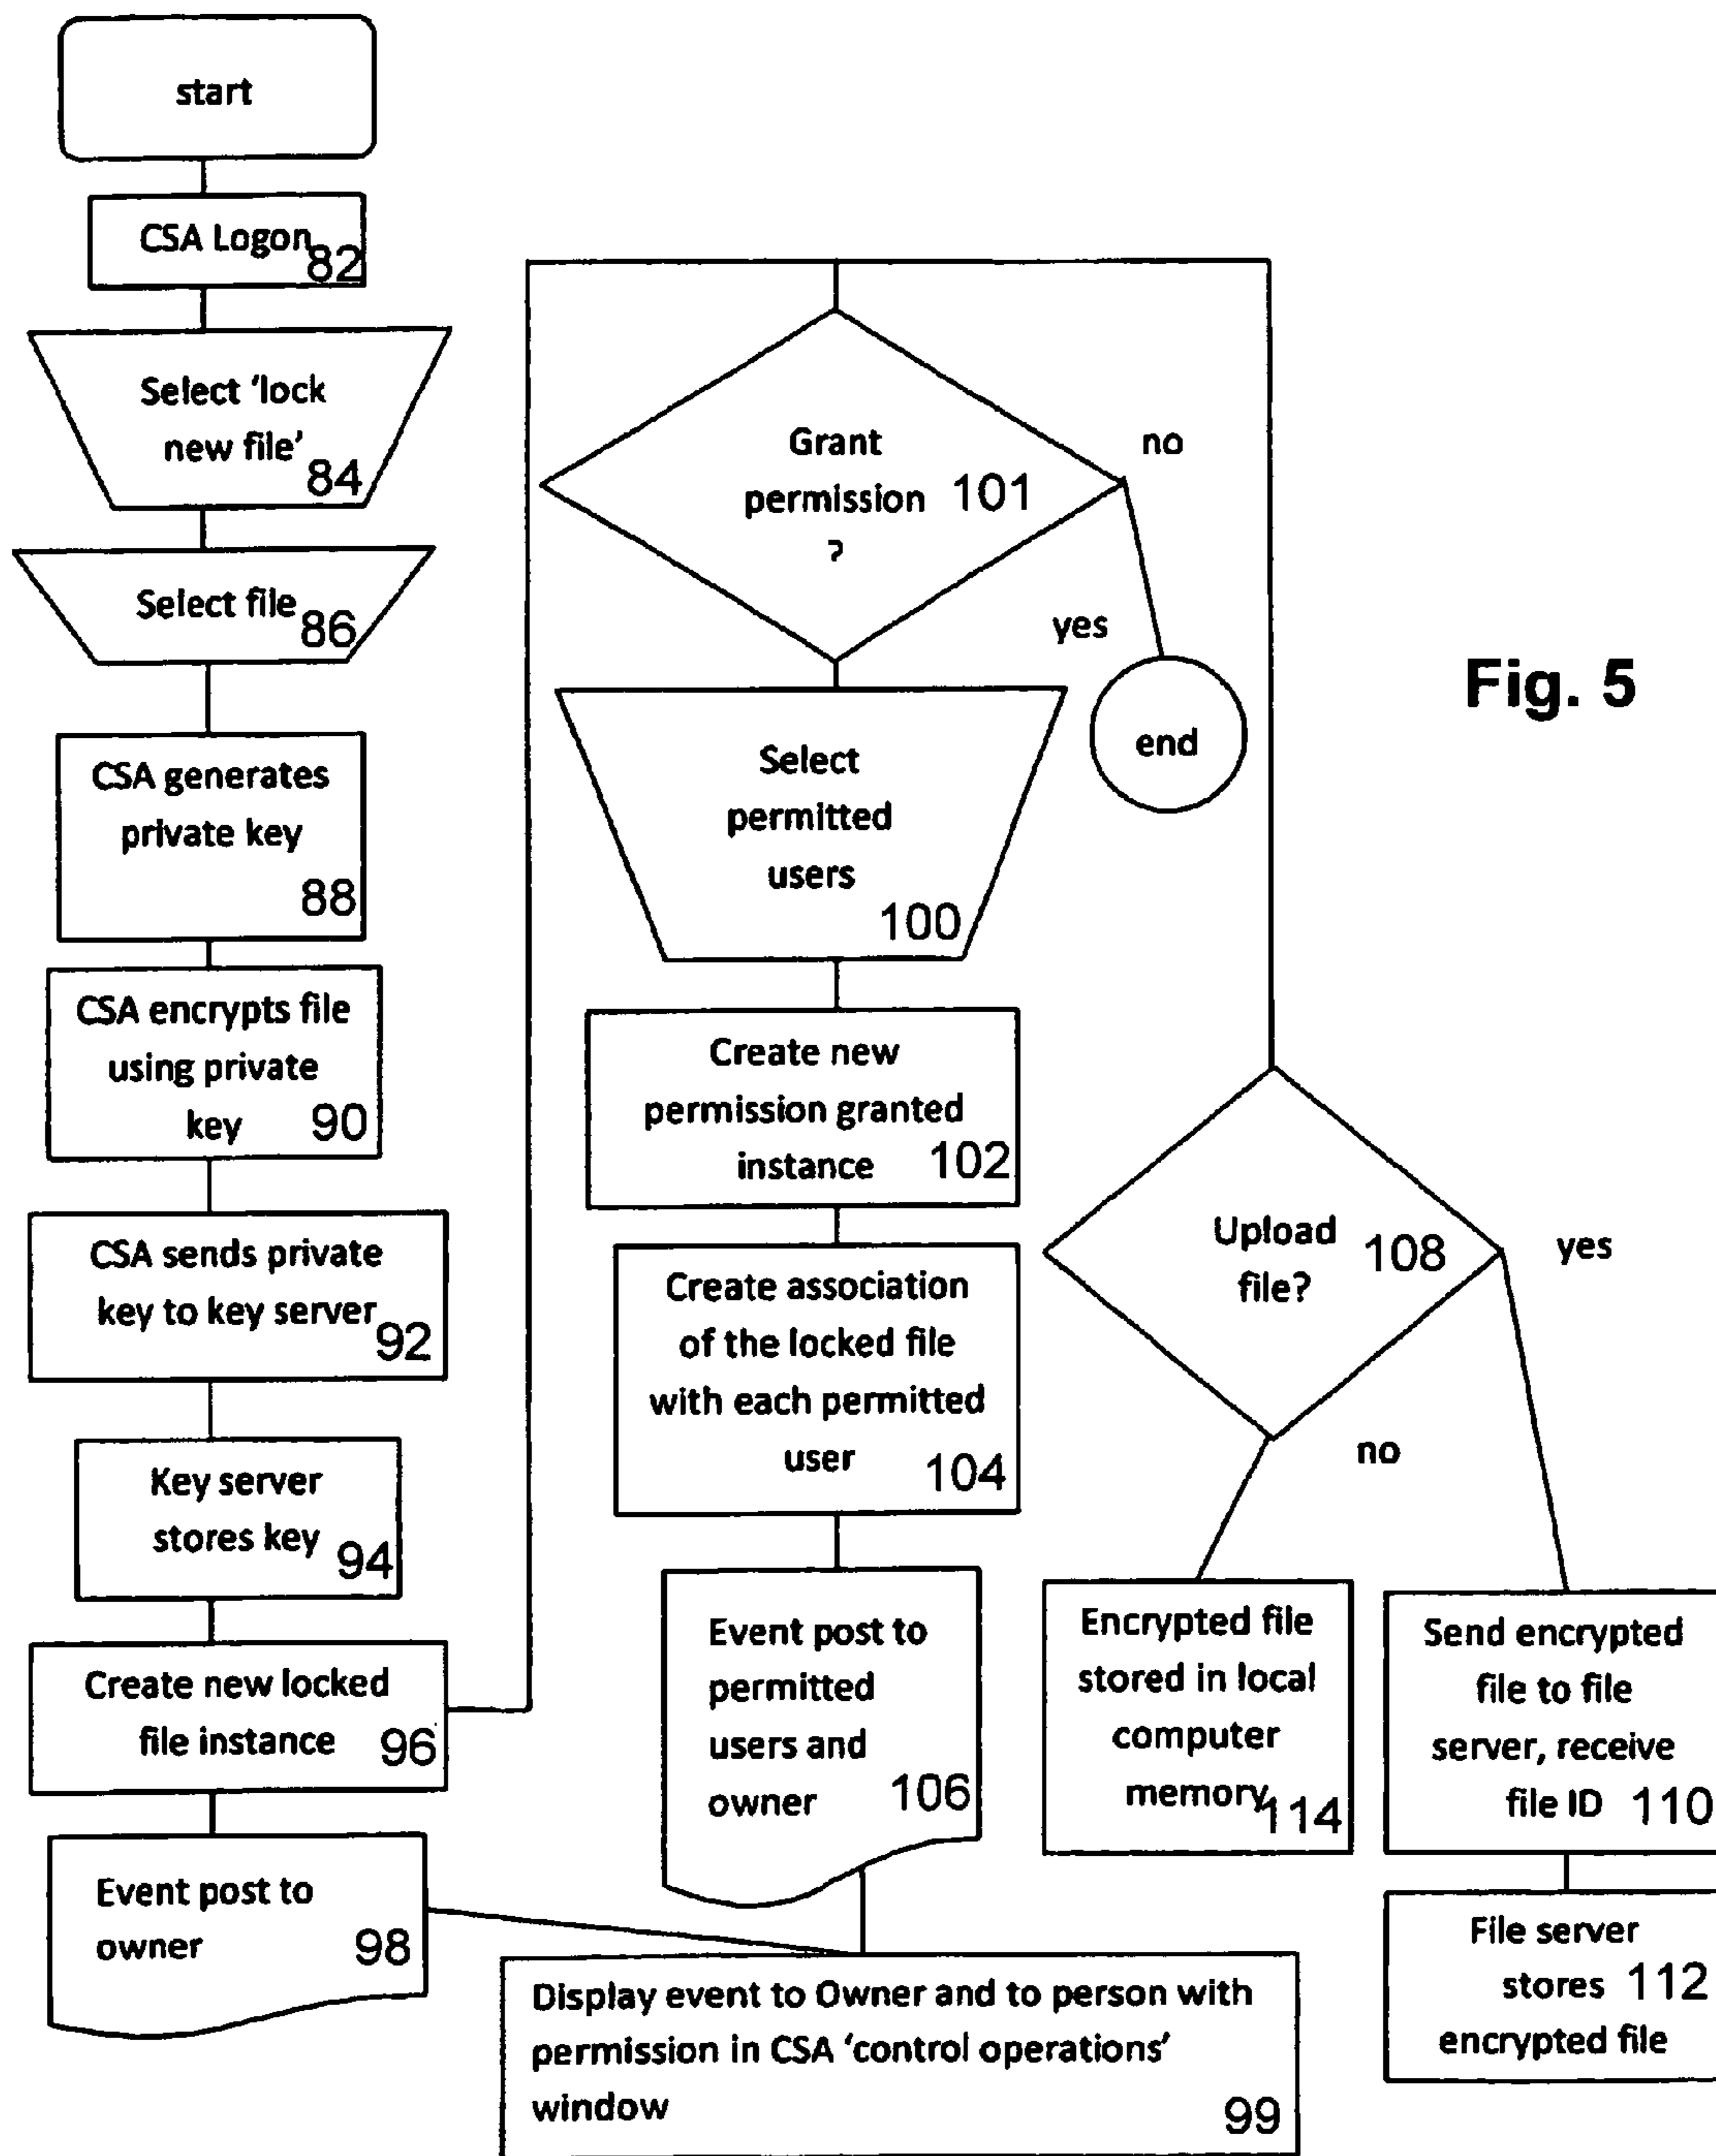 start
CSA Logon
82
Select ‘lock
new file’
84
Select file
86
CSA generates
private key
88
CSA encrypts file
using private
key 90
CSA sends private
key to key server
92
Key server
stores key
94
Create new locked
file instance 96
Event post to
owner 98
Grant
permission 101
?
no
yes
end
Select
permitted
users
100
Create new
permission granted
instance 102
Create association
of the locked file
with each permitted
user 104
Event post to
permitted
users and
owner 106
Display event to Owner and to person with
permission in CSA ‘control operations’
window
99
Upload 108
file?
yes
no
Encrypted file
stored in local
computer
memory
114
Send encrypted
file to file
server, receive
file ID 110
File server
stores 112
encrypted file
Fig. 5